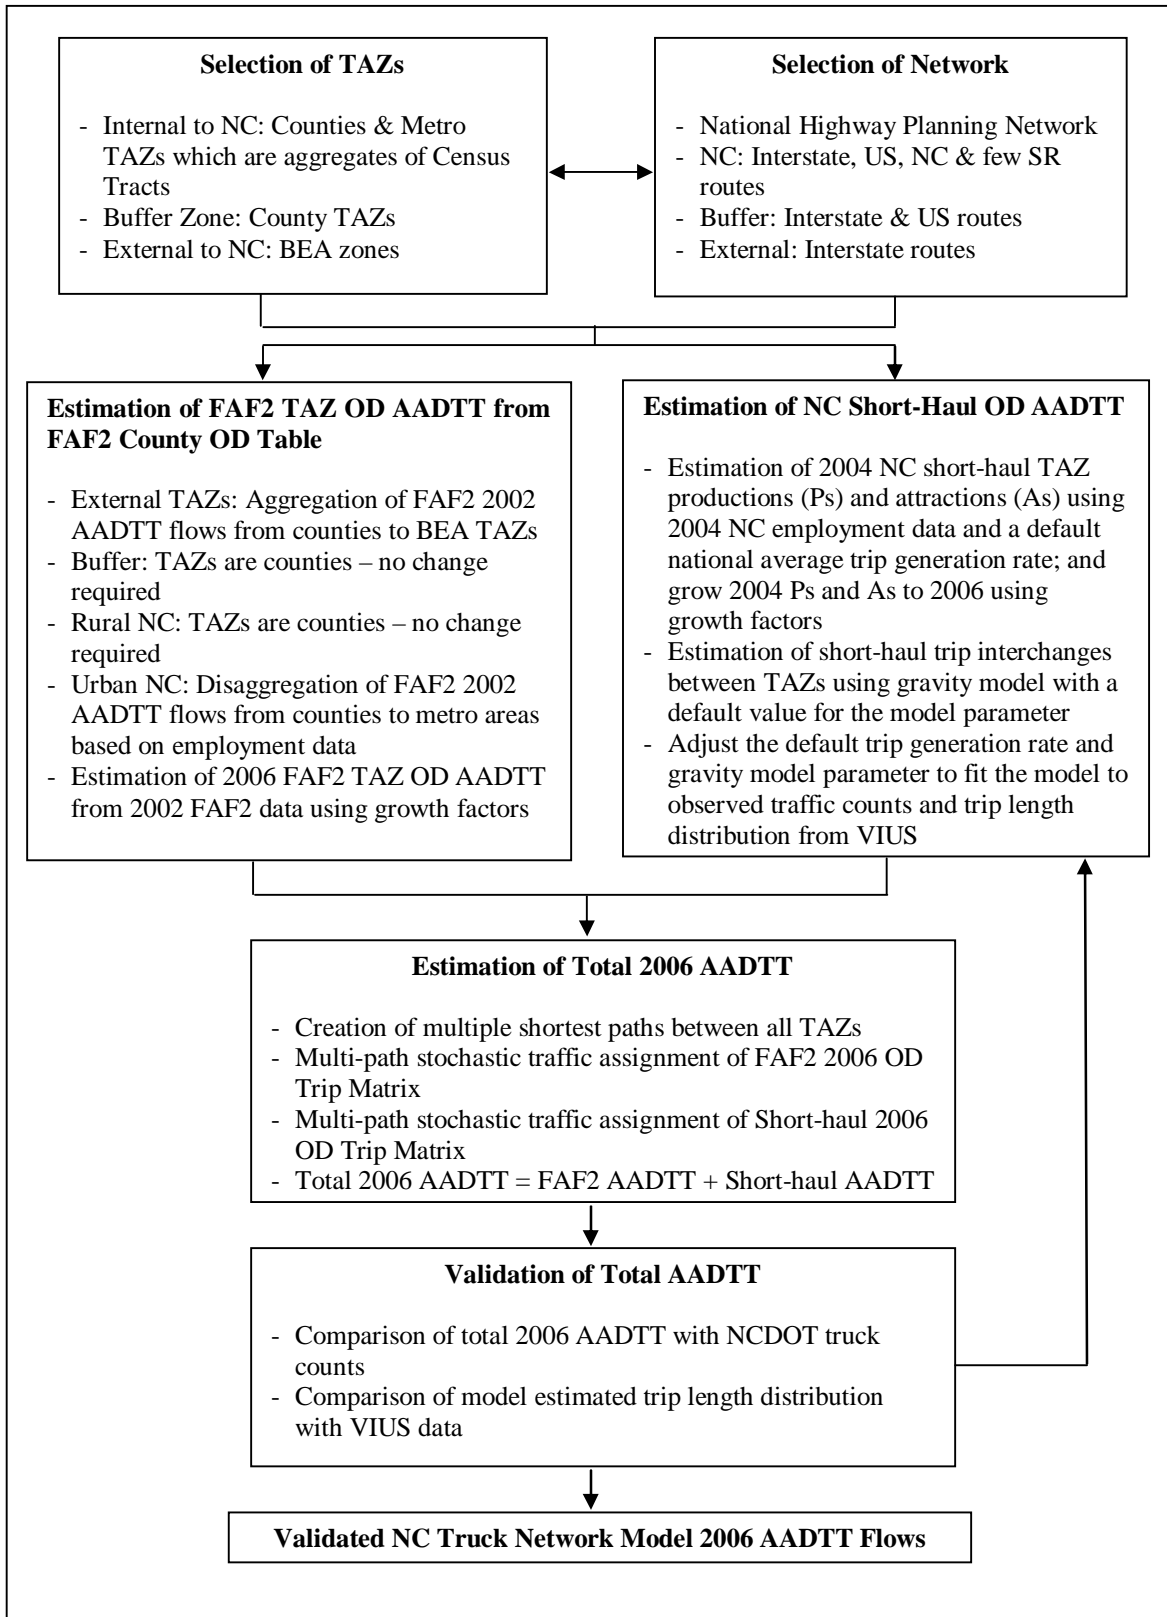 Selection of TAZs
- Internal to NC: Counties & Metro
TAZs which are aggregates of Census
Tracts
- Buffer Zone: County TAZs
- External to NC: BEA zones
Selection of Network
- National Highway Planning Network
- NC: Interstate, US, NC & few SR
routes
- Buffer: Interstate & US routes
- External: Interstate routes
Estimation of FAF2 TAZ OD AADTT from
FAF2 County OD Table
- External TAZs: Aggregation of FAF2 2002
AADTT flows from counties to BEA TAZs
- Buffer: TAZs are counties – no change
required
- Rural NC: TAZs are counties – no change
required
- Urban NC: Disaggregation of FAF2 2002
AADTT flows from counties to metro areas
based on employment data
- Estimation of 2006 FAF2 TAZ OD AADTT
from 2002 FAF2 data using growth factors
Estimation of NC Short-Haul OD AADTT
- Estimation of 2004 NC short-haul TAZ
productions (Ps) and attractions (As) using
2004 NC employment data and a default
national average trip generation rate; and
grow 2004 Ps and As to 2006 using
growth factors
- Estimation of short-haul trip interchanges
between TAZs using gravity model with a
default value for the model parameter
- Adjust the default trip generation rate and
gravity model parameter to fit the model to
observed traffic counts and trip length
distribution from VIUS
Estimation of Total 2006 AADTT
- Creation of multiple shortest paths between all TAZs
- Multi-path stochastic traffic assignment of FAF2 2006 OD
Trip Matrix
- Multi-path stochastic traffic assignment of Short-haul 2006
OD Trip Matrix
- Total 2006 AADTT = FAF2 AADTT + Short-haul AADTT
Validation of Total AADTT
- Comparison of total 2006 AADTT with NCDOT truck
counts
- Comparison of model estimated trip length distribution
with VIUS data
Validated NC Truck Network Model 2006 AADTT Flows